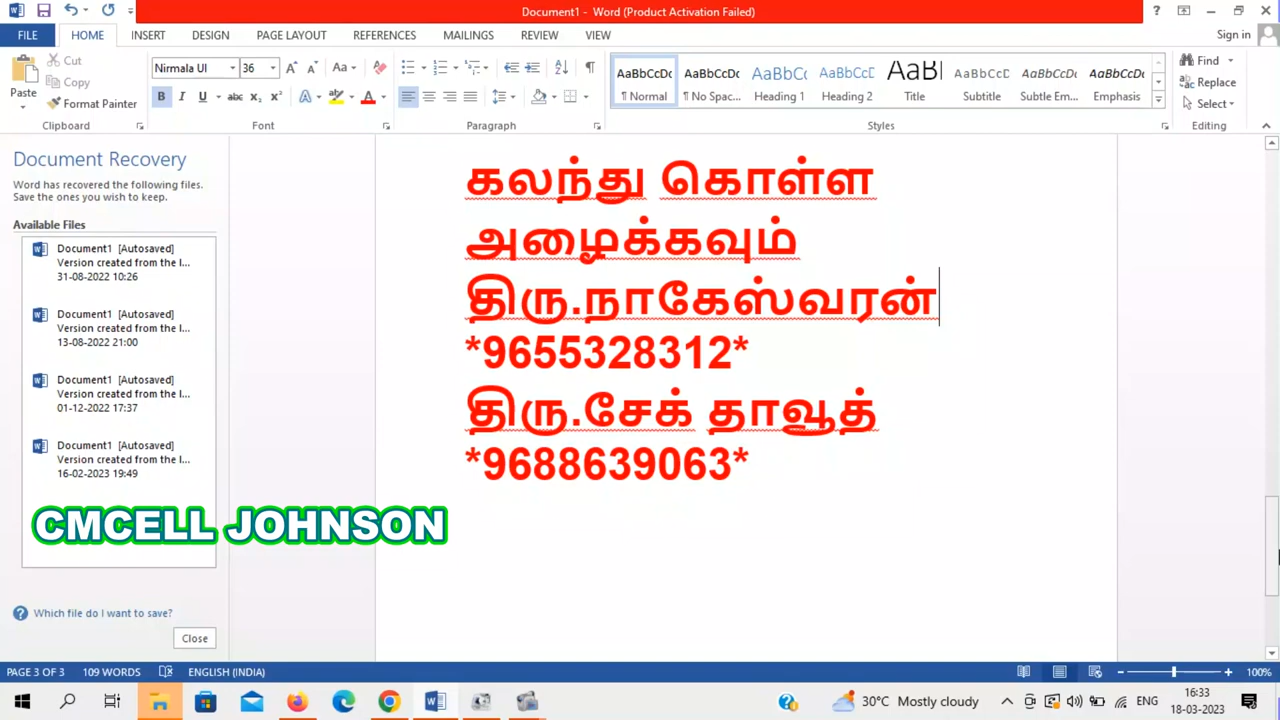 Document1 - Word (Product Activation Failed)
FILE HOME INSERT DESIGN PAGE LAYOUT REFERENCES MAILINGS REVIEW VIEW Sign in
Cut
Copy
Format Painter
Paste
Nirmala UI 36
Find
Replace
Select
AaBbCcDc AaBbCcDc AaBbCc AaBbCcC AaBl AaBbCcD AaBbCcDc AaBbCcDc
¶ Normal ¶ No Spac... Heading 1 Heading 2 Title Subtitle Subtle Em... Emphasis
Clipboard Font Paragraph Styles Editing
Document Recovery
Word has recovered the following files.
Save the ones you wish to keep.
Available Files
Document1 [Autosaved]
Version created from the l...
31-08-2022 10:26
Document1 [Autosaved]
Version created from the l...
13-08-2022 21:00
Document1 [Autosaved]
Version created from the l...
01-12-2022 17:37
Document1 [Autosaved]
Version created from the l...
16-02-2023 19:49
CMCELL JOHNSON
Which file do I want to save?
Close
கலந்து கொள்ள
அழைக்கவும்
திரு.நாகேஸ்வரன்
*9655328312*
திரு.சேக் தாவூத்
*9688639063*
PAGE 3 OF 3 109 WORDS ENGLISH (INDIA) 100%
30°C Mostly cloudy ENG 16:33
18-03-2023